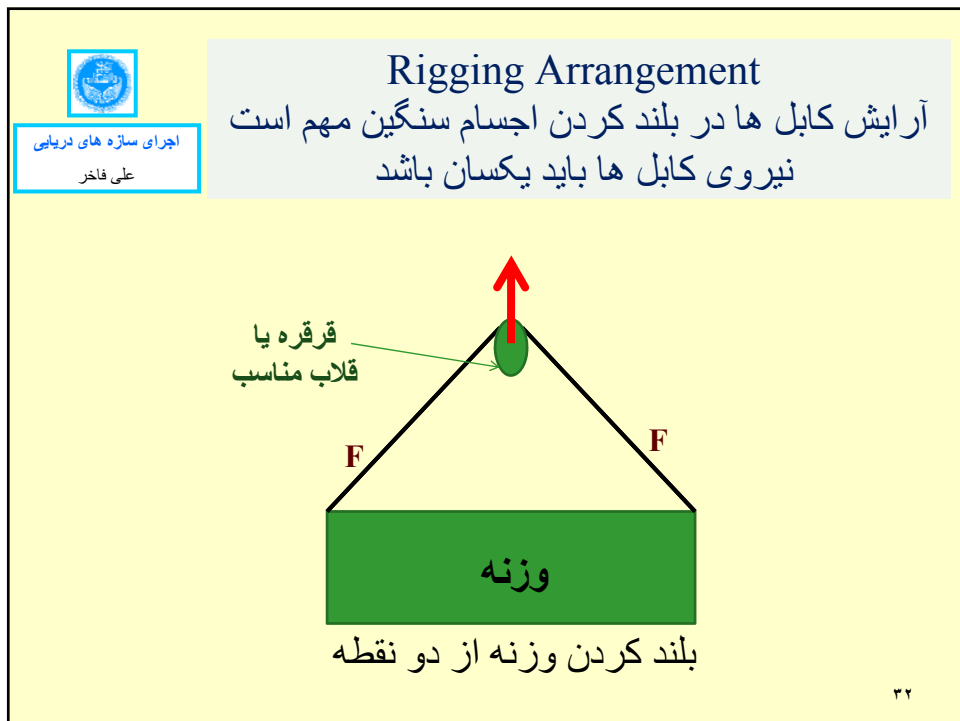 Rigging Arrangement
آرایش کابل ها در بلند کردن اجسام سنگین مهم است
نیروی کابل ها باید یکسان باشد
اجرای سازه های دریایی
علی فاخر
قرقره یا
قلاب مناسب
F
F
وزنه
بلند کردن وزنه از دو نقطه
۳۲